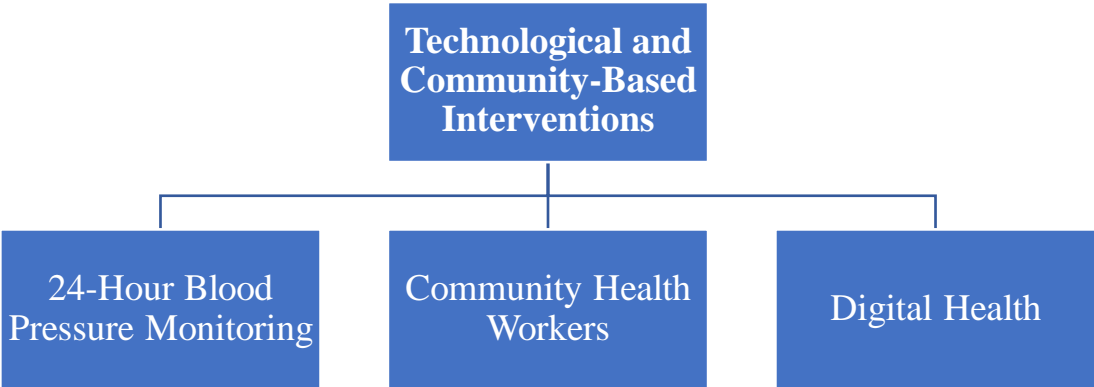 Technological and
Community-Based
Interventions
24-Hour Blood
Pressure Monitoring
Community Health
Workers
Digital Health